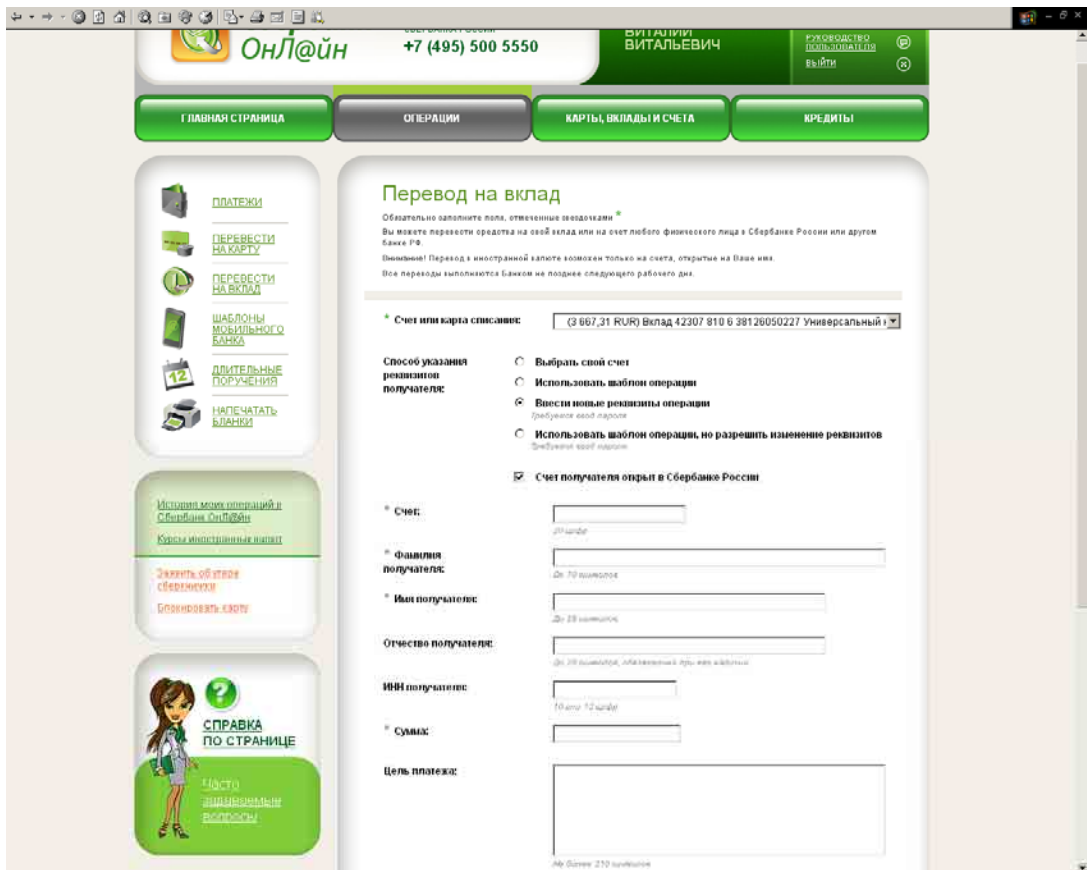 ОнЛ@йн
+7 (495) 500 5550
ВИТАЛИЙ
ВИТАЛЬЕВИЧ
РУКОВОДСТВО
ПОЛЬЗОВАТЕЛЯ
ВЫЙТИ
ГЛАВНАЯ СТРАНИЦА
ОПЕРАЦИИ
КАРТЫ, ВКЛАДЫ И СЧЕТА
КРЕДИТЫ
ПЛАТЕЖИ
ПЕРЕВЕСТИ
НА КАРТУ
ПЕРЕВЕСТИ
НА ВКЛАД
ШАБЛОНЫ
МОБИЛЬНОГО
БАНКА
12
ДЛИТЕЛЬНЫЕ
ПОРУЧЕНИЯ
НАПЕЧАТАТЬ
БЛАНКИ
История моих операций в
Сбербанк ОнЛ@йн
Курсы иностранных валют
Заявить об утере
сберкнижки
Блокировать карту
?
СПРАВКА
ПО СТРАНИЦЕ
Часто
задаваемые
вопросы
Перевод на вклад
Обязательно заполните поля, отмеченные звездочками *
Вы можете перевести средства на свой вклад или на счет любого физического лица в Сбербанке России или другом
банке РФ.
Внимание! Перевод в иностранной валюте возможен только на счета, открытые на Ваше имя.
Все переводы выполняются Банком не позднее следующего рабочего дня.
* Счет или карта списания:
(3 667,31 RUR) Вклад 42307 810 6 38126050227 Универсальный
Способ указания
реквизитов
получателя:
Выбрать свой счет
Использовать шаблон операции
Ввести новые реквизиты операции
Требуется ввод пароля
Использовать шаблон операции, но разрешить изменение реквизитов
Требуется ввод пароля
Счет получателя открыт в Сбербанке России
* Счет:
20 цифр
* Фамилия
получателя:
До 70 символов
* Имя получателя:
символов
Отчество получателя:
ИНН получателя:
10 или 12 цифр
* Сумма:
Цель платежа:
Не более 210 символов